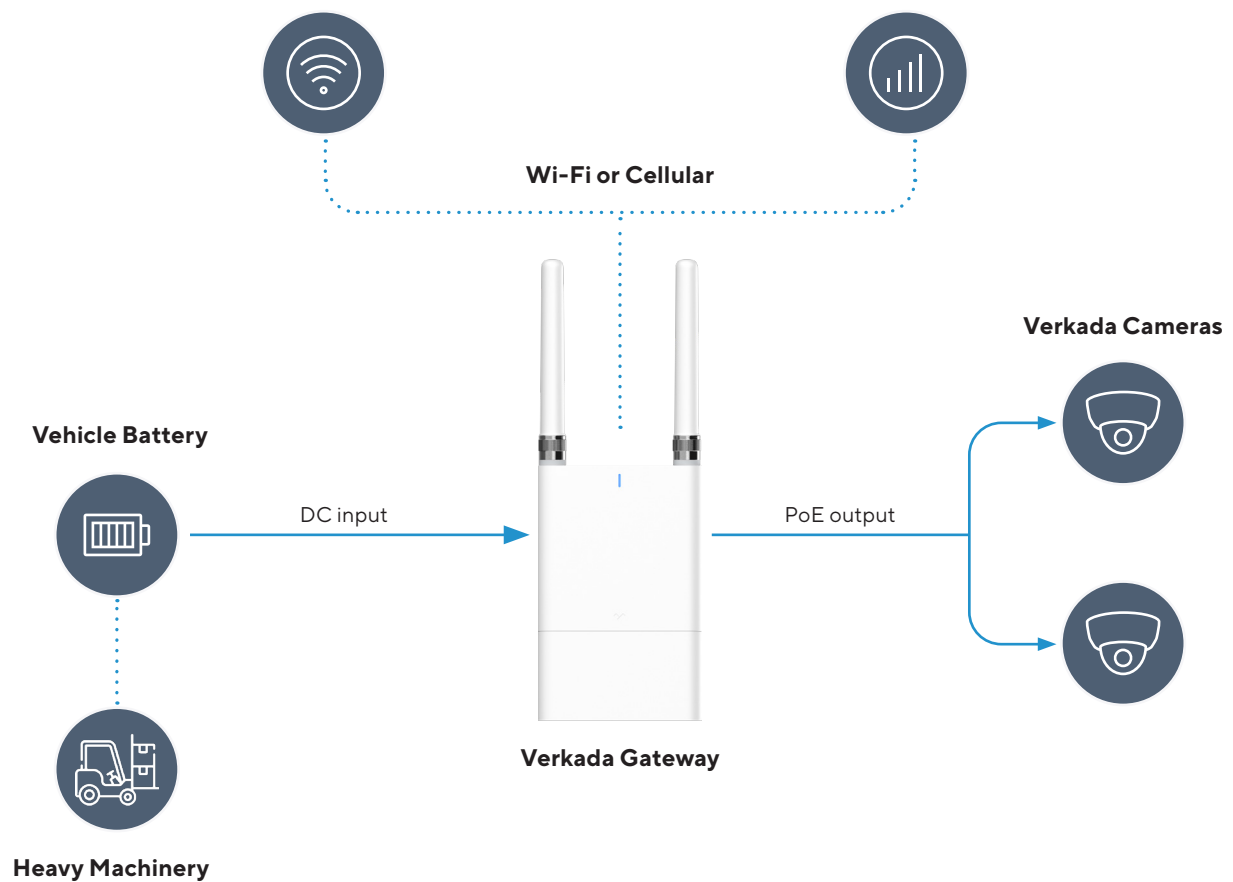 Wi-Fi or Cellular
Verkada Cameras
Vehicle Battery
DC input
PoE output
Verkada Gateway
Heavy Machinery